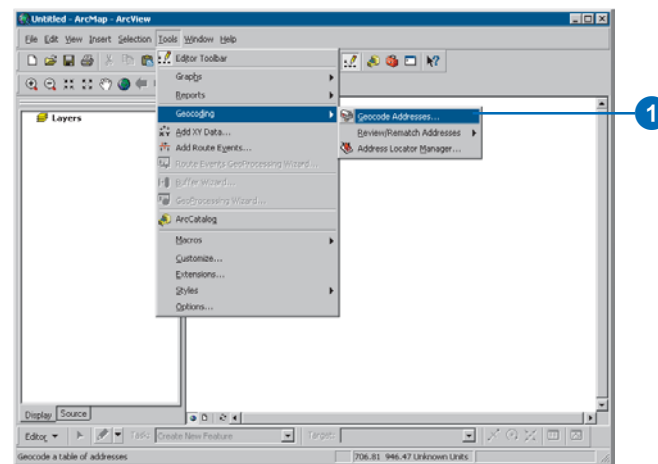 Untitled - ArcMap - ArcView
File Edit View Insert Selection Tools Window Help
Editor Toolbar
Graphs
Reports
Geocoding
Geocode Addresses...
1
Layers
Add XY Data...
Review/Rematch Addresses
Add Route Events...
Address Locator Manager...
Route Events GeoProcessing Wizard...
Buffer Wizard...
GeoProcessing Wizard...
ArcCatalog
Macros
Customize...
Extensions...
Styles
Options...
Display Source
Editor Task: Create New Feature Target:
Geocode a table of addresses 706.81 946.47 Unknown Units